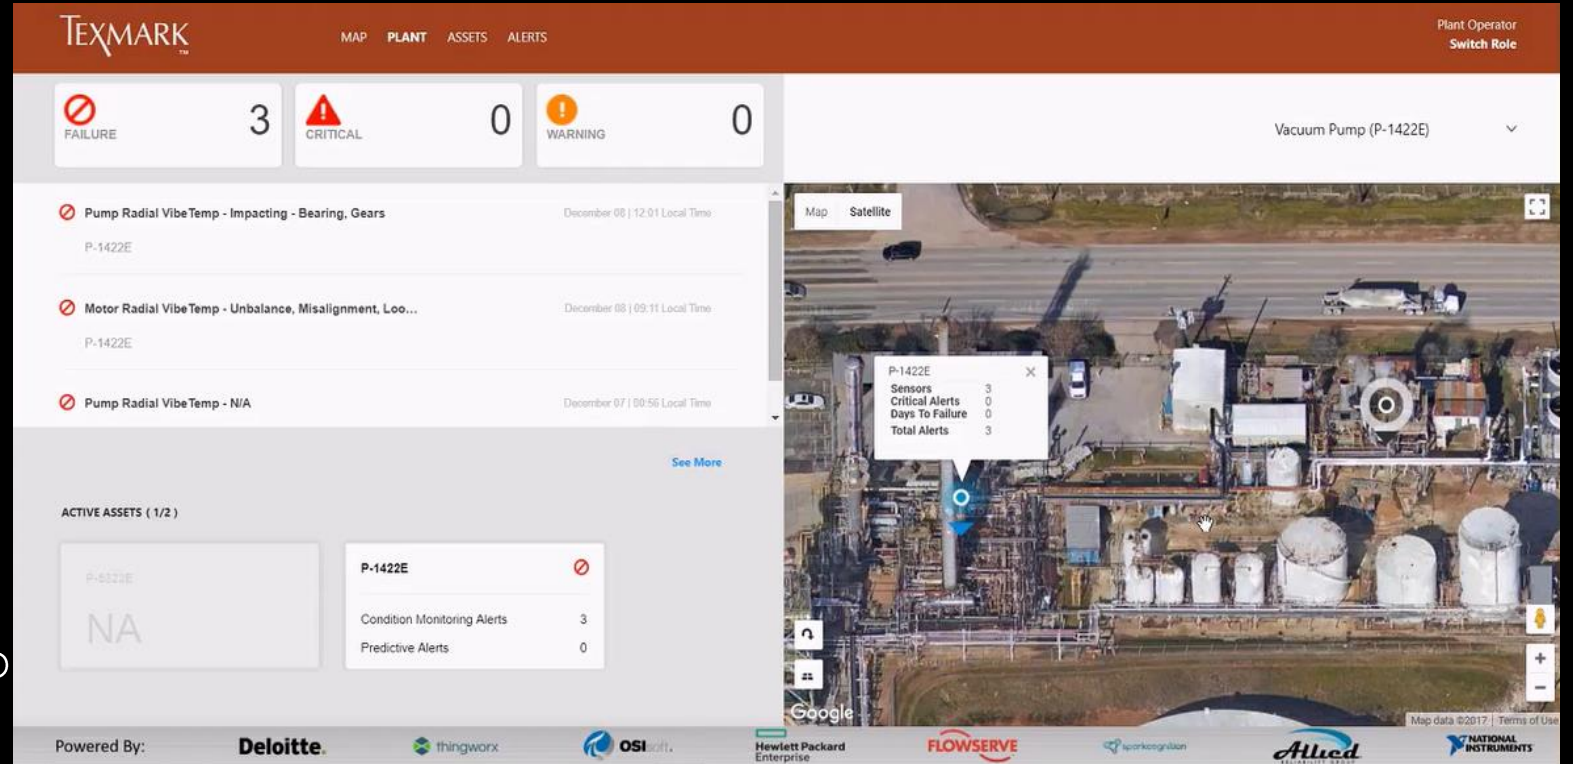 TEXMARK™
MAP PLANT ASSETS ALERTS
Plant Operator
Switch Role
FAILURE 3
CRITICAL 0
WARNING 0
Vacuum Pump (P-1422E)
Pump Radial VibeTemp - Impacting - Bearing, Gears December 08 | 12:01 Local Time
P-1422E
Motor Radial VibeTemp - Unbalance, Misalignment, Loo... December 08 | 09:11 Local Time
P-1422E
Pump Radial VibeTemp - N/A December 07 | 00:56 Local Time
See More
ACTIVE ASSETS ( 1/2 )
NA
P-1422E
Condition Monitoring Alerts 3
Predictive Alerts 0
Map Satellite
P-1422E
Sensors 3
Critical Alerts 0
Days To Failure 0
Total Alerts 3
Google
Map data ©2017 Terms of Use
Powered By:
Deloitte.
thingworx
OSIsoft.
Hewlett Packard
Enterprise
FLOWSERVE
sparkcognition
Allied
RELIABILITY GROUP
NATIONAL
INSTRUMENTS